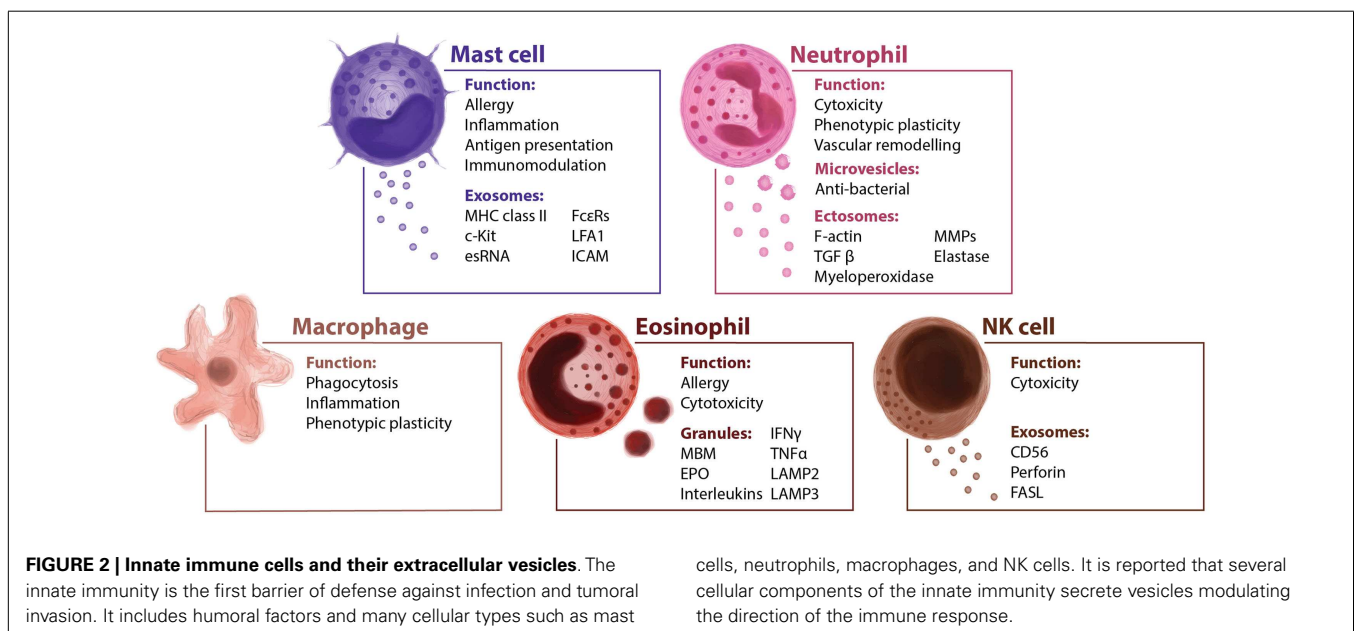 Mast cell
Function:
Allergy
Inflammation
Antigen presentation
Immunomodulation
Exosomes:
MHC class II FcεRs
c-Kit LFA1
esRNA ICAM
Neutrophil
Function:
Cytoxicity
Phenotypic plasticity
Vascular remodelling
Microvesicles:
Anti-bacterial
Ectosomes:
F-actin MMPs
TGF β Elastase
Myeloperoxidase
Macrophage
Function:
Phagocytosis
Inflammation
Phenotypic plasticity
Eosinophil
Function:
Allergy
Cytotoxicity
Granules: IFNγ
MBM TNFα
EPO LAMP2
Interleukins LAMP3
NK cell
Function:
Cytoxicity
Exosomes:
CD56
Perforin
FASL
FIGURE 2 | Innate immune cells and their extracellular vesicles. The
innate immunity is the first barrier of defense against infection and tumoral
invasion. It includes humoral factors and many cellular types such as mast
cells, neutrophils, macrophages, and NK cells. It is reported that several
cellular components of the innate immunity secrete vesicles modulating
the direction of the immune response.